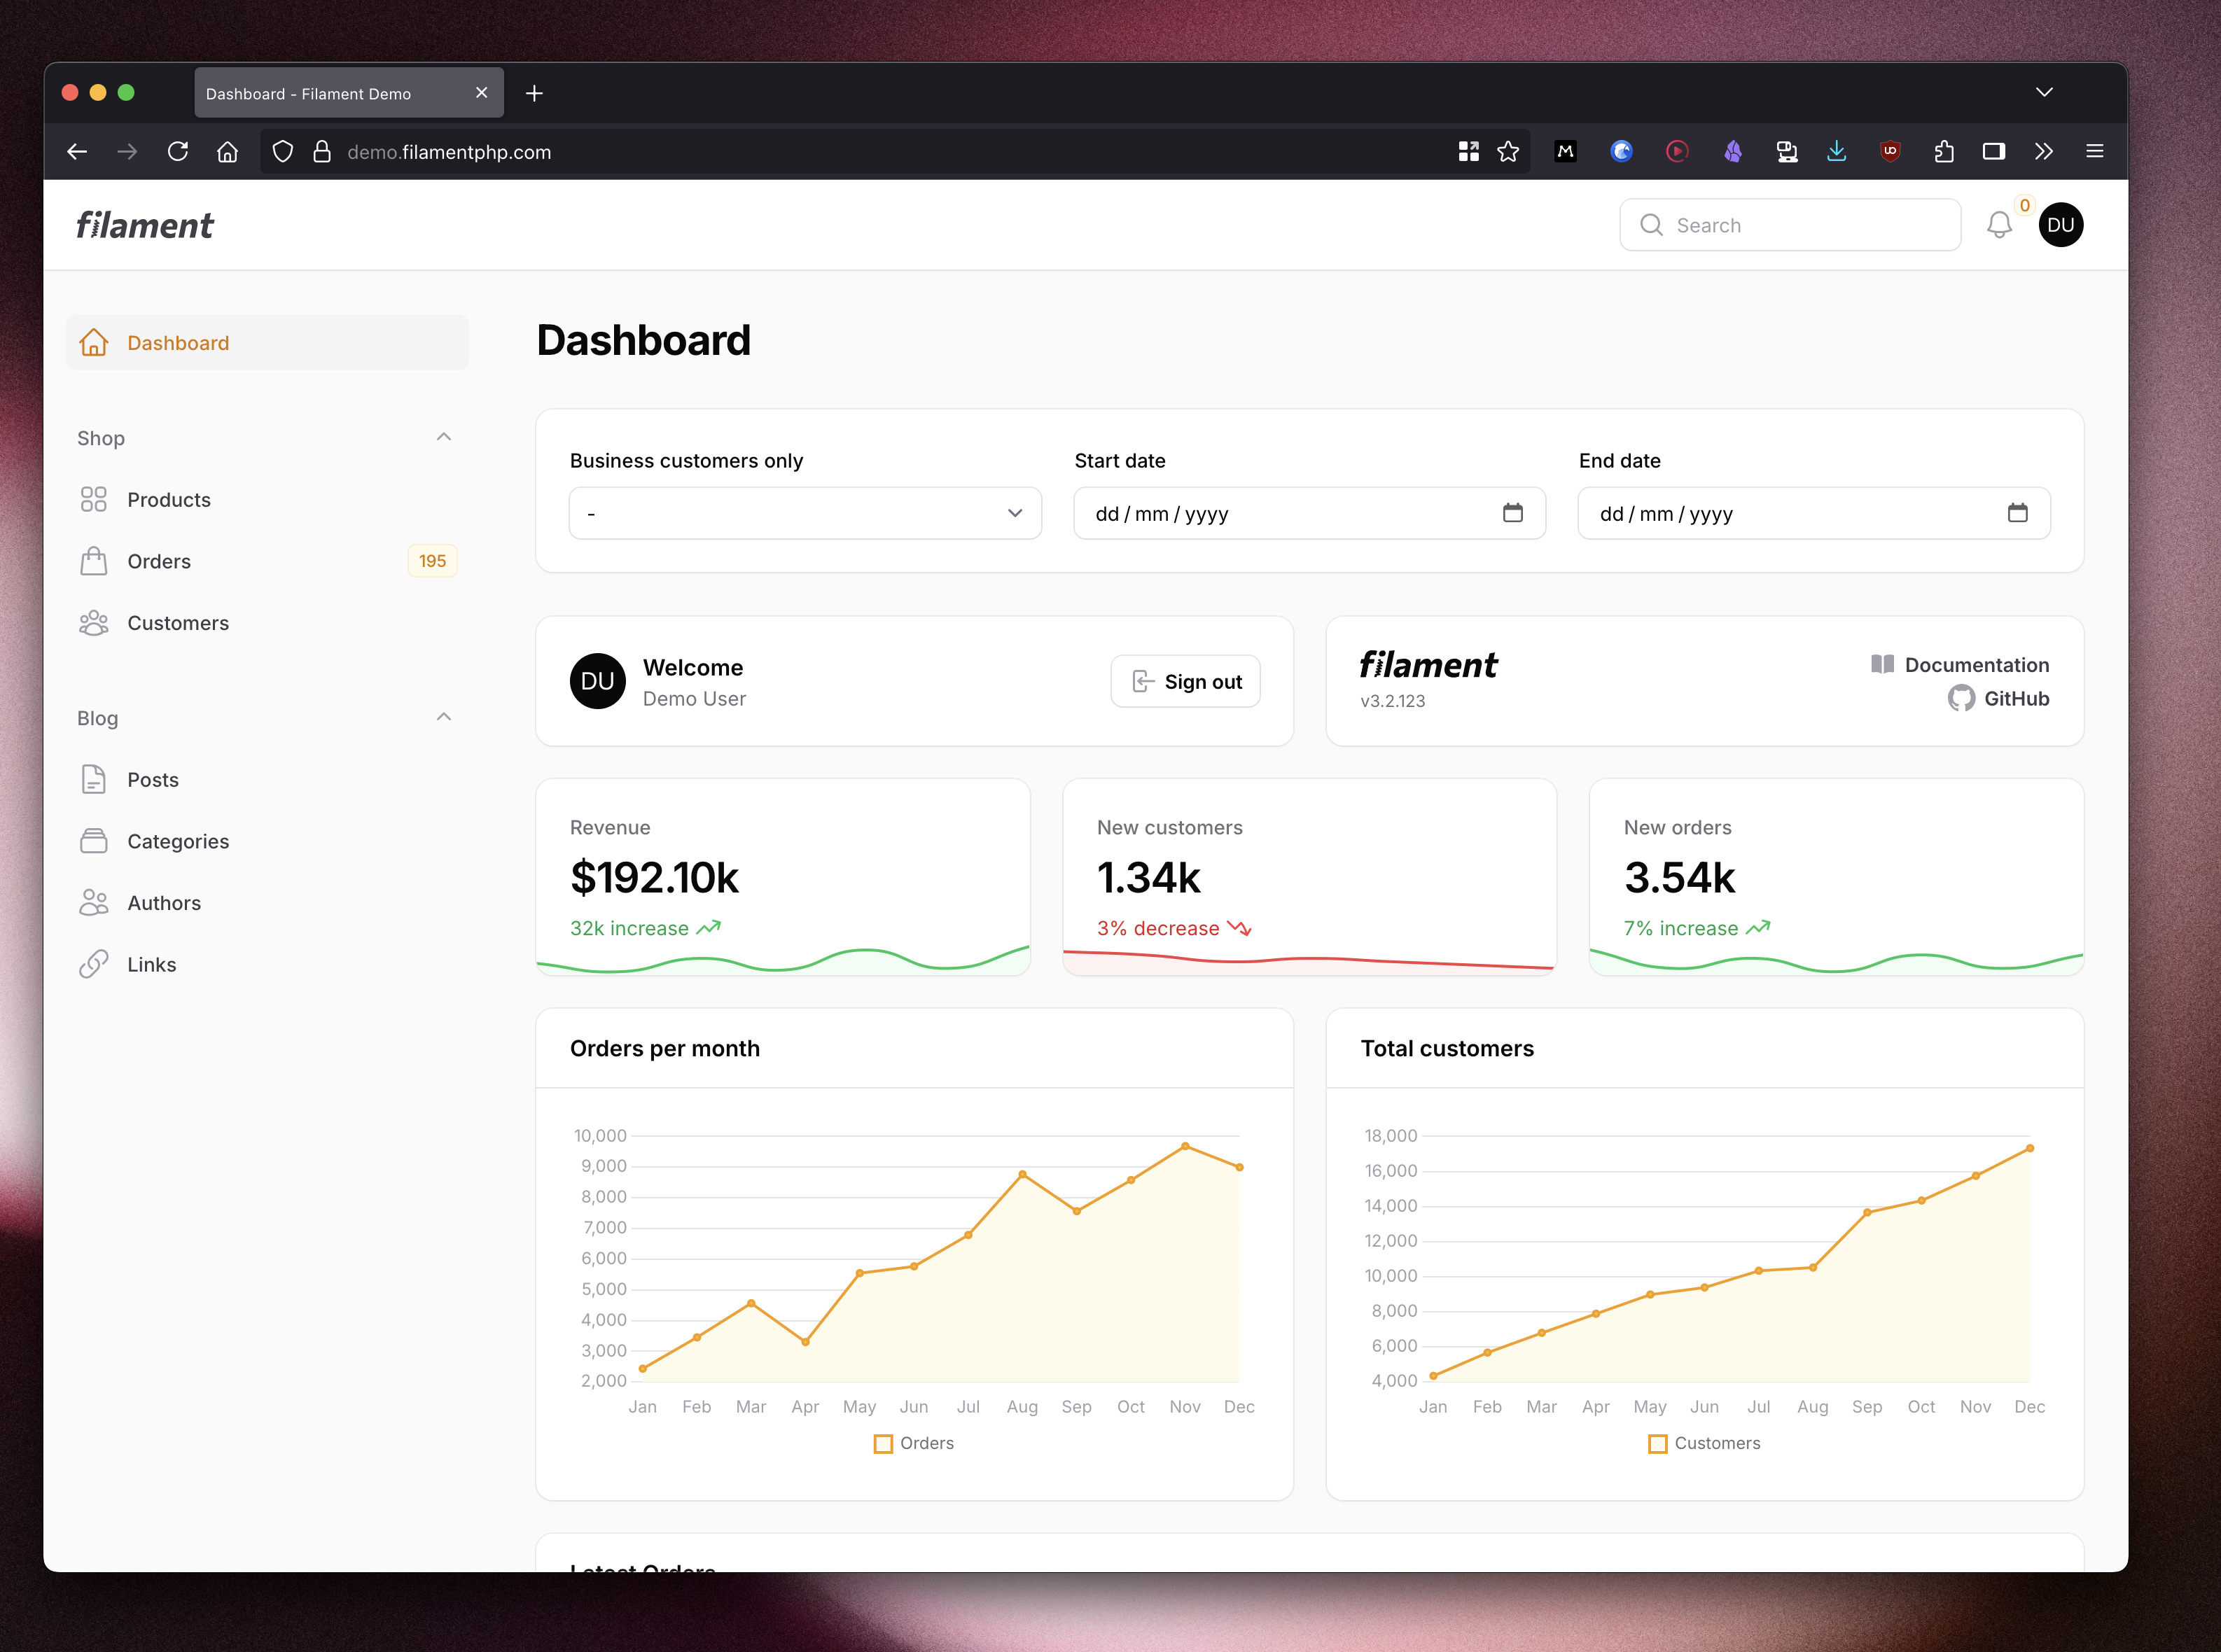 Dashboard - Filament Demo
demo.filamentphp.com
filament
Search
0
DU
Dashboard
Shop
Products
Orders
195
Customers
Blog
Posts
Categories
Authors
Links
Dashboard
Business customers only
-
Start date
dd / mm / yyyy
End date
dd / mm / yyyy
DU
Welcome
Demo User
Sign out
filament
v3.2.123
Documentation
GitHub
Revenue
$192.10k
32k increase
New customers
1.34k
3% decrease
New orders
3.54k
7% increase
Orders per month
10,000
9,000
8,000
7,000
6,000
5,000
4,000
3,000
2,000
Jan Feb Mar Apr May Jun Jul Aug Sep Oct Nov Dec
Orders
Total customers
18,000
16,000
14,000
12,000
10,000
8,000
6,000
4,000
Jan Feb Mar Apr May Jun Jul Aug Sep Oct Nov Dec
Customers
Latest Orders